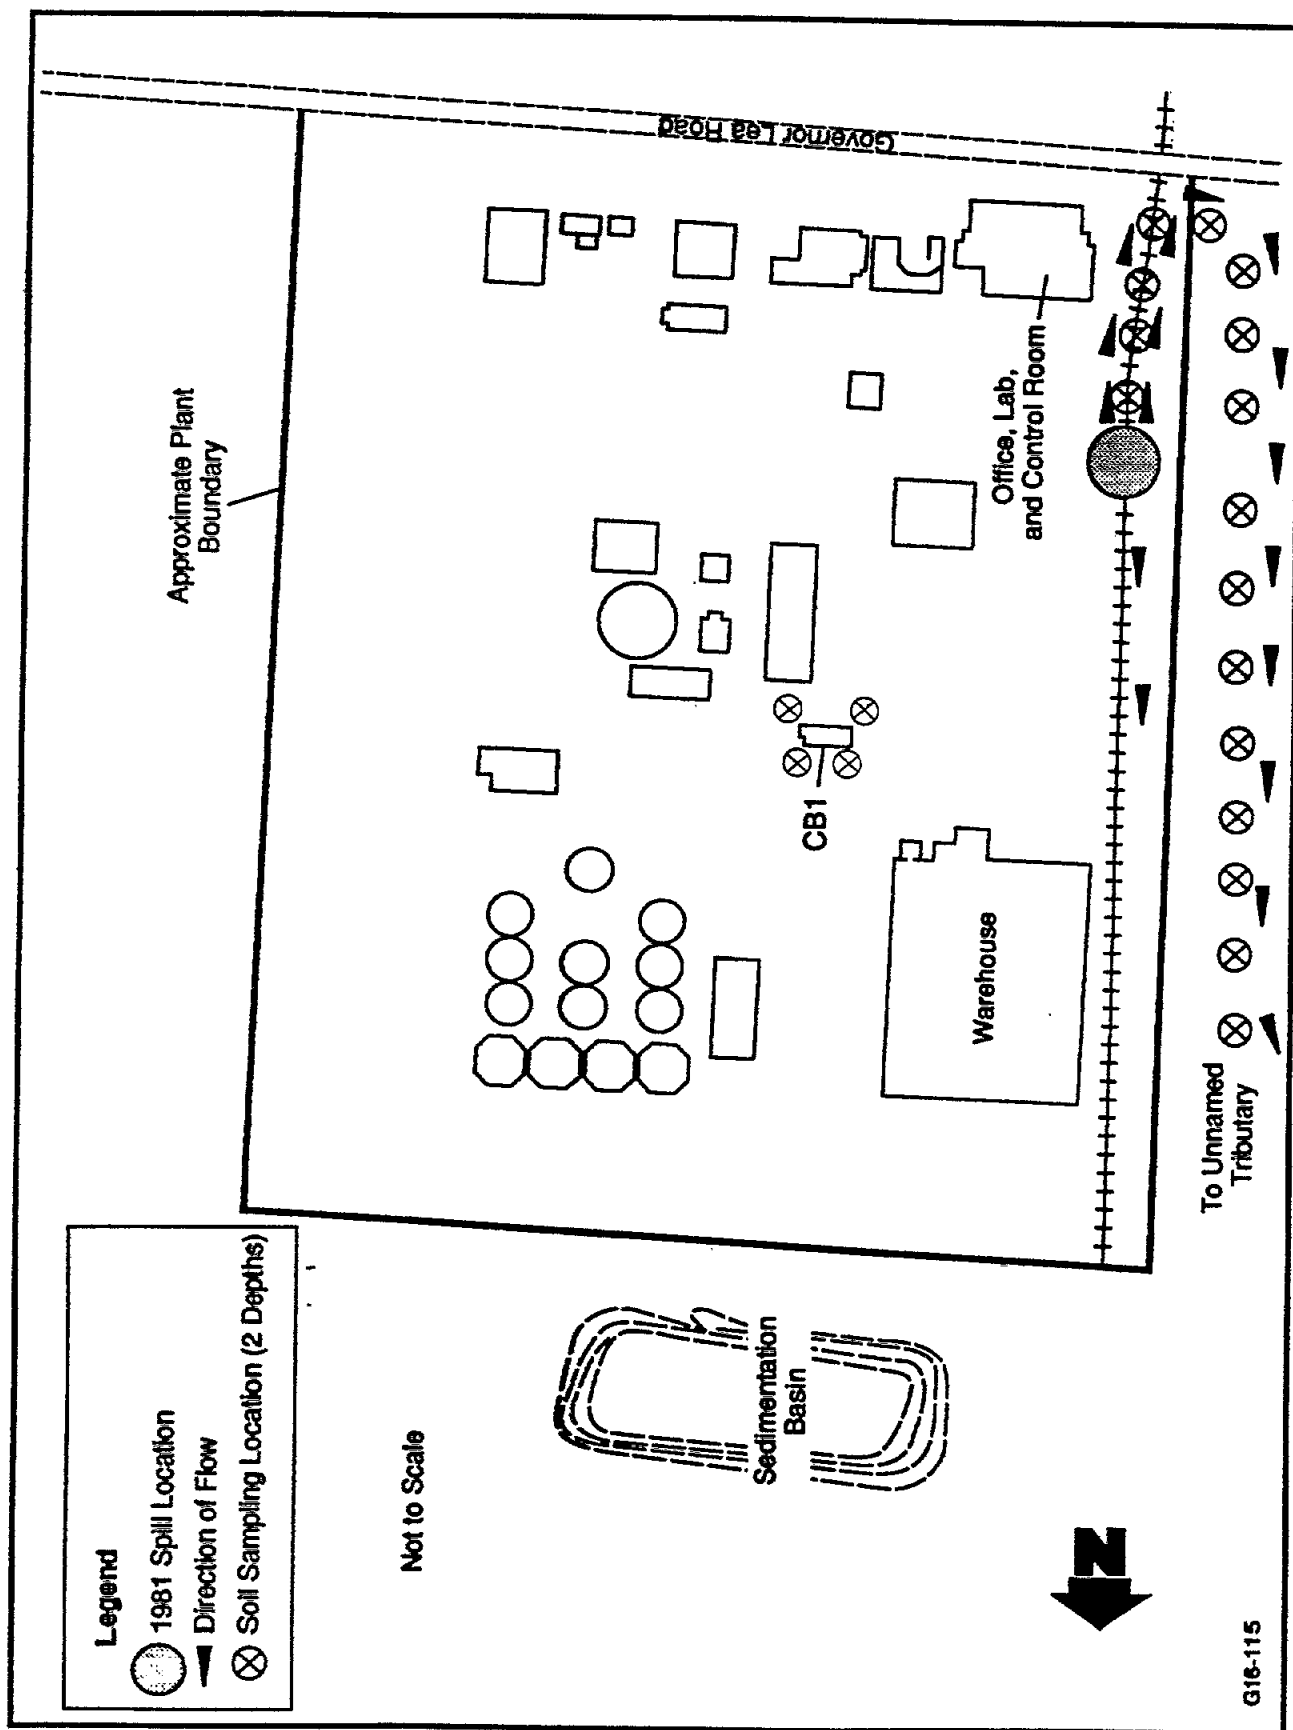 Governor Lea Road
Approximate Plant
Boundary
Office, Lab,
and Control Room
CB1
Warehouse
To Unnamed
Tributary
Sedimentation
Basin
Not to Scale
Legend
1981 Spill Location
Direction of Flow
Soil Sampling Location (2 Depths)
N
G16-115